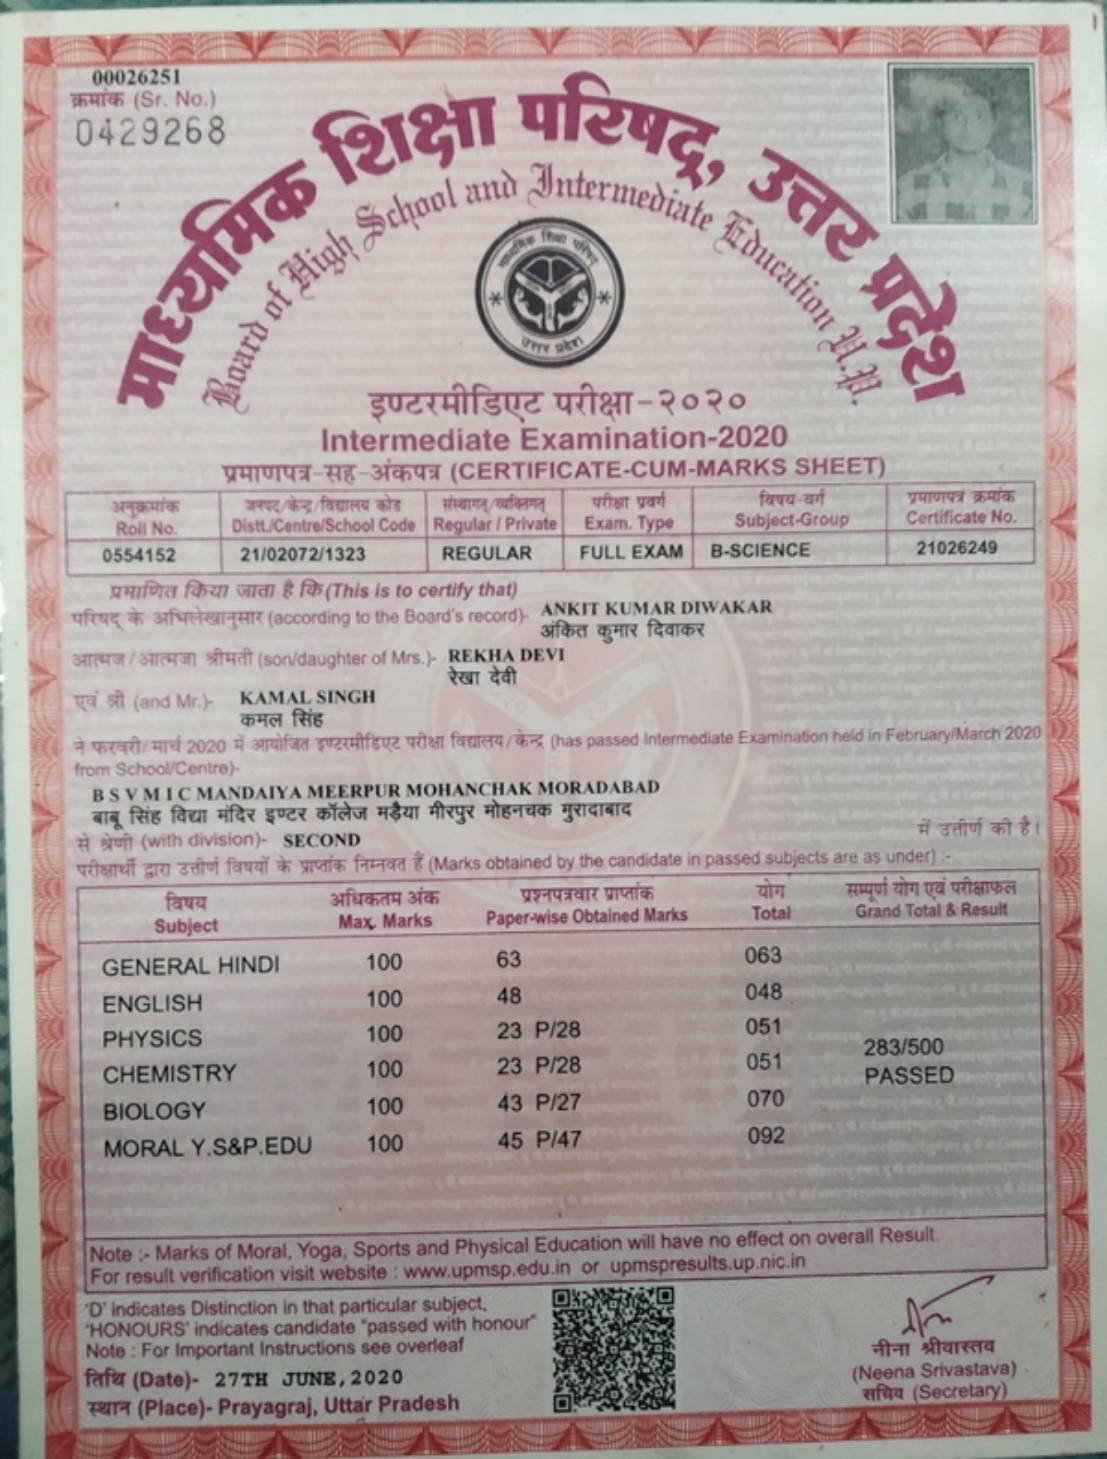 00026251
क्रमांक (Sr. No.)
0429268
माध्यमिक शिक्षा परिषद्, उत्तर प्रदेश
Board of High School and Intermediate Education U.P.
माध्यमिक शिक्षा परिषद्
उत्तर प्रदेश
इण्टरमीडिएट परीक्षा-२०२०
Intermediate Examination-2020
प्रमाणपत्र-सह-अंकपत्र (CERTIFICATE-CUM-MARKS SHEET)
अनुक्रमांक जनपद/केन्द्र/विद्यालय कोड संस्थागत्/व्यक्तिगत् परीक्षा प्रवर्ग विषय-वर्ग प्रमाणपत्र क्रमांक
Roll No. Distt./Centre/School Code Regular / Private Exam. Type Subject-Group Certificate No.
0554152 21/02072/1323 REGULAR FULL EXAM B-SCIENCE 21026249
प्रमाणित किया जाता है कि (This is to certify that)
परिषद् के अभिलेखानुसार (according to the Board's record)- ANKIT KUMAR DIWAKAR
अंकित कुमार दिवाकर
आत्मज/आत्मजा श्रीमती (son/daughter of Mrs.)- REKHA DEVI
रेखा देवी
एवं श्री (and Mr.)- KAMAL SINGH
कमल सिंह
ने फरवरी/मार्च 2020 में आयोजित इण्टरमीडिएट परीक्षा विद्यालय/केन्द्र (has passed Intermediate Examination held in February/March 2020
from School/Centre)-
B S V M I C MANDAIYA MEERPUR MOHANCHAK MORADABAD
बाबू सिंह विद्या मंदिर इण्टर कॉलेज मड़ैया मीरपुर मोहनचक मुरादाबाद
से श्रेणी (with division)- SECOND में उत्तीर्ण की है।
परीक्षार्थी द्वारा उत्तीर्ण विषयों के प्राप्तांक निम्नवत हैं (Marks obtained by the candidate in passed subjects are as under) :-
विषय अधिकतम अंक प्रश्नपत्रवार प्राप्तांक योग सम्पूर्ण योग एवं परीक्षाफल
Subject Max. Marks Paper-wise Obtained Marks Total Grand Total & Result
GENERAL HINDI 100 63 063
ENGLISH 100 48 048
PHYSICS 100 23 P/28 051
283/500
CHEMISTRY 100 23 P/28 051
PASSED
BIOLOGY 100 43 P/27 070
MORAL Y.S&P.EDU 100 45 P/47 092
Note :- Marks of Moral, Yoga, Sports and Physical Education will have no effect on overall Result.
For result verification visit website : www.upmsp.edu.in or upmspresults.up.nic.in
'D' indicates Distinction in that particular subject,
'HONOURS' indicates candidate "passed with honour"
Note : For Important Instructions see overleaf
तिथि (Date)- 27TH JUNE, 2020
स्थान (Place)- Prayagraj, Uttar Pradesh
नीना श्रीवास्तव
(Neena Srivastava)
सचिव (Secretary)